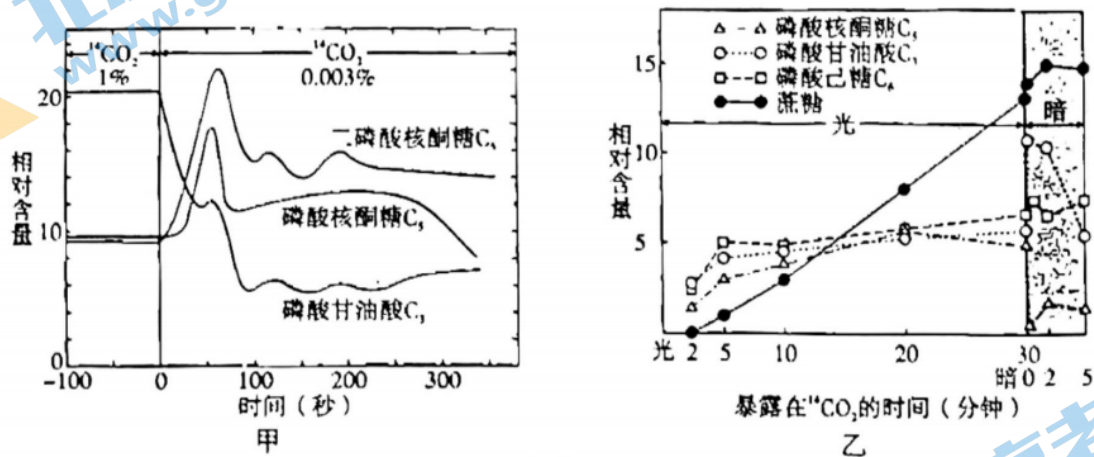 ¹⁴CO₂
1%
¹⁴CO₂
0.003%
20
10
0
相对含量
二磷酸核酮糖C₅
磷酸核酮糖C₅
磷酸甘油酸C₃
-100
0
100
200
300
时间（秒）
甲
磷酸核酮糖C₅
磷酸甘油酸C₃
磷酸己糖C₆
蔗糖
15
10
5
相对含量
光
暗
光 2 5 10 20 30
暗0 2 5
暴露在¹⁴CO₂的时间（分钟）
乙